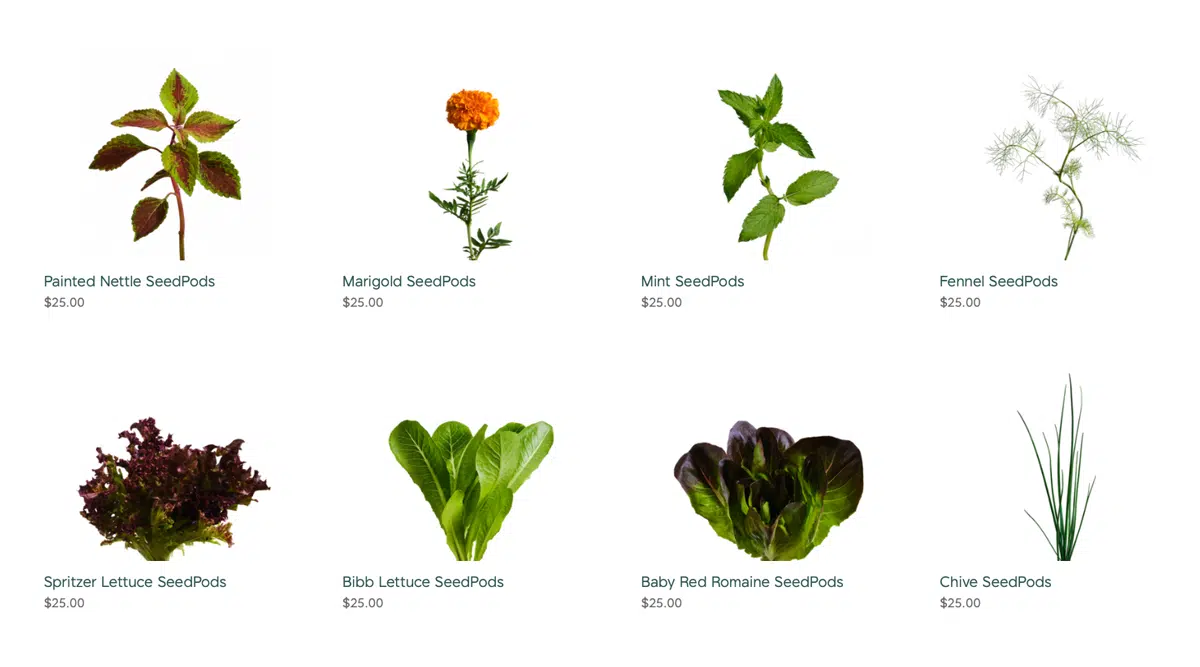 Painted Nettle SeedPods
$25.00
Marigold SeedPods
$25.00
Mint SeedPods
$25.00
Fennel SeedPods
$25.00
Spritzer Lettuce SeedPods
$25.00
Bibb Lettuce SeedPods
$25.00
Baby Red Romaine SeedPods
$25.00
Chive SeedPods
$25.00